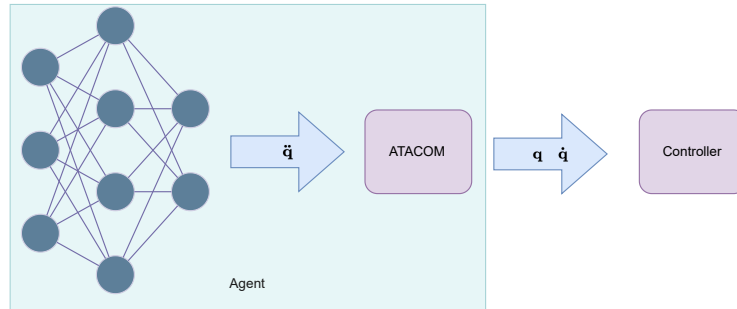 q̈
ATACOM
q q̇
Controller
Agent